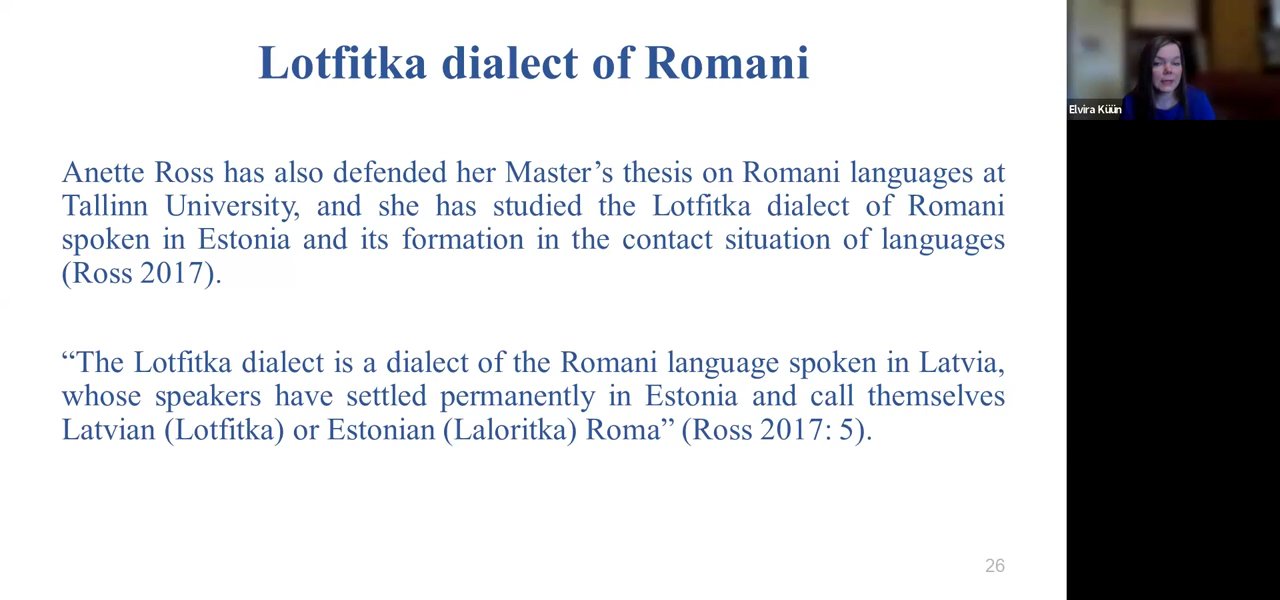 Lotfitka dialect of Romani
Elvira Küün
Anette Ross has also defended her Master’s thesis on Romani languages at
Tallinn University, and she has studied the Lotfitka dialect of Romani
spoken in Estonia and its formation in the contact situation of languages
(Ross 2017).
“The Lotfitka dialect is a dialect of the Romani language spoken in Latvia,
whose speakers have settled permanently in Estonia and call themselves
Latvian (Lotfitka) or Estonian (Laloritka) Roma” (Ross 2017: 5).
26